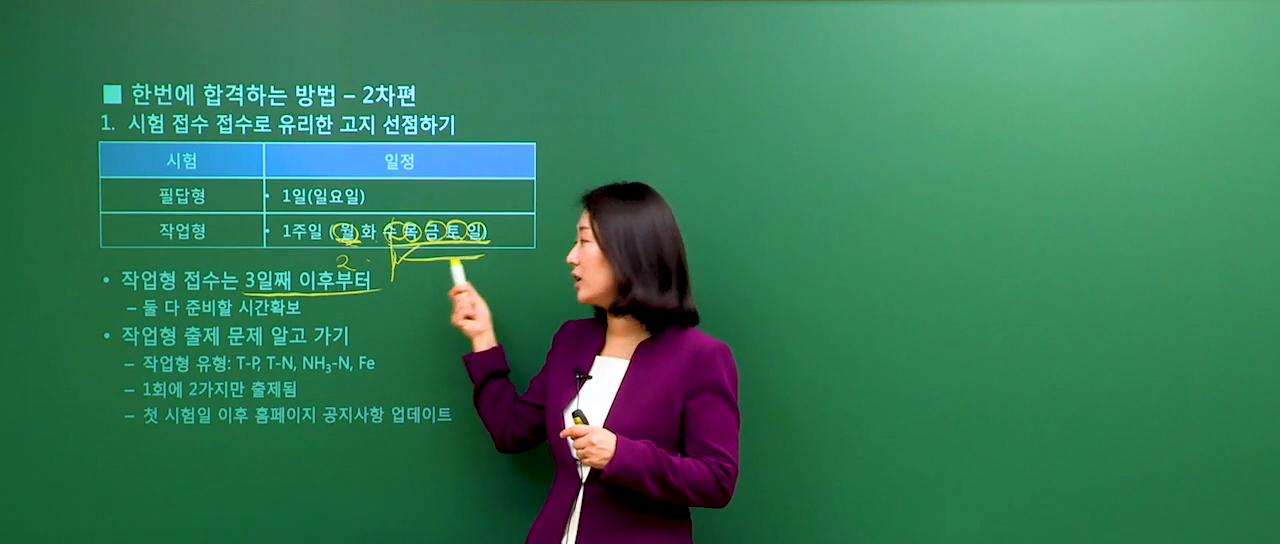 ■ 한번에 합격하는 방법 – 2차편
1. 시험 접수 접수로 유리한 고지 선점하기
시험 일정
필답형 • 1일(일요일)
작업형 • 1주일 (월 화 수 목 금 토 일)
2.
• 작업형 접수는 3일째 이후부터
– 둘 다 준비할 시간확보
• 작업형 출제 문제 알고 가기
– 작업형 유형: T-P, T-N, NH₃-N, Fe
– 1회에 2가지만 출제됨
– 첫 시험일 이후 홈페이지 공지사항 업데이트